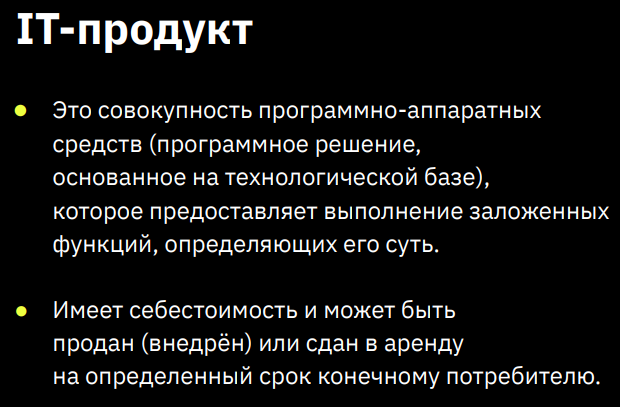 IT-продукт
Это совокупность программно-аппаратных
средств (программное решение,
основанное на технологической базе),
которое предоставляет выполнение заложенных
функций, определяющих его суть.
Имеет себестоимость и может быть
продан (внедрён) или сдан в аренду
на определенный срок конечному потребителю.